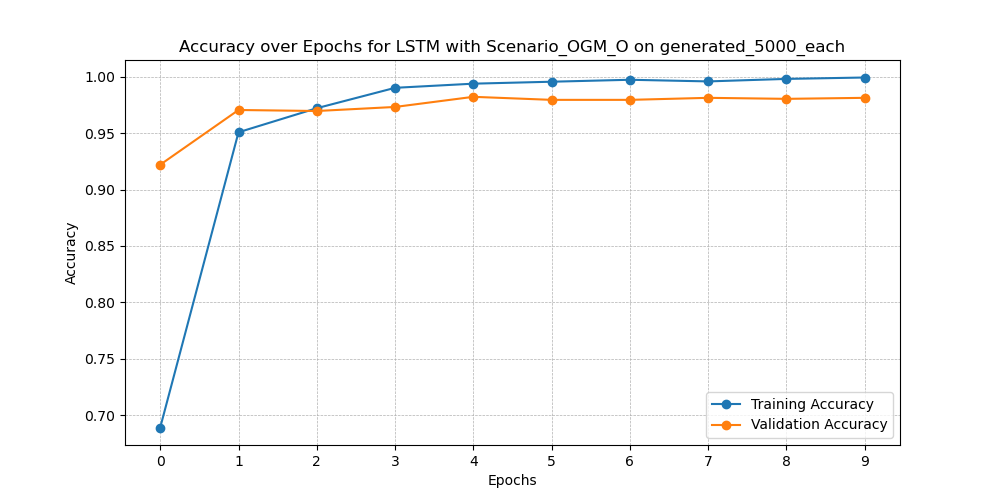 Accuracy over Epochs for LSTM with Scenario_OGM_O on generated_5000_each
1.00
0.95
0.90
0.85
0.80
0.75
0.70
Accuracy
0 1 2 3 4 5 6 7 8 9
Epochs
Training Accuracy
Validation Accuracy